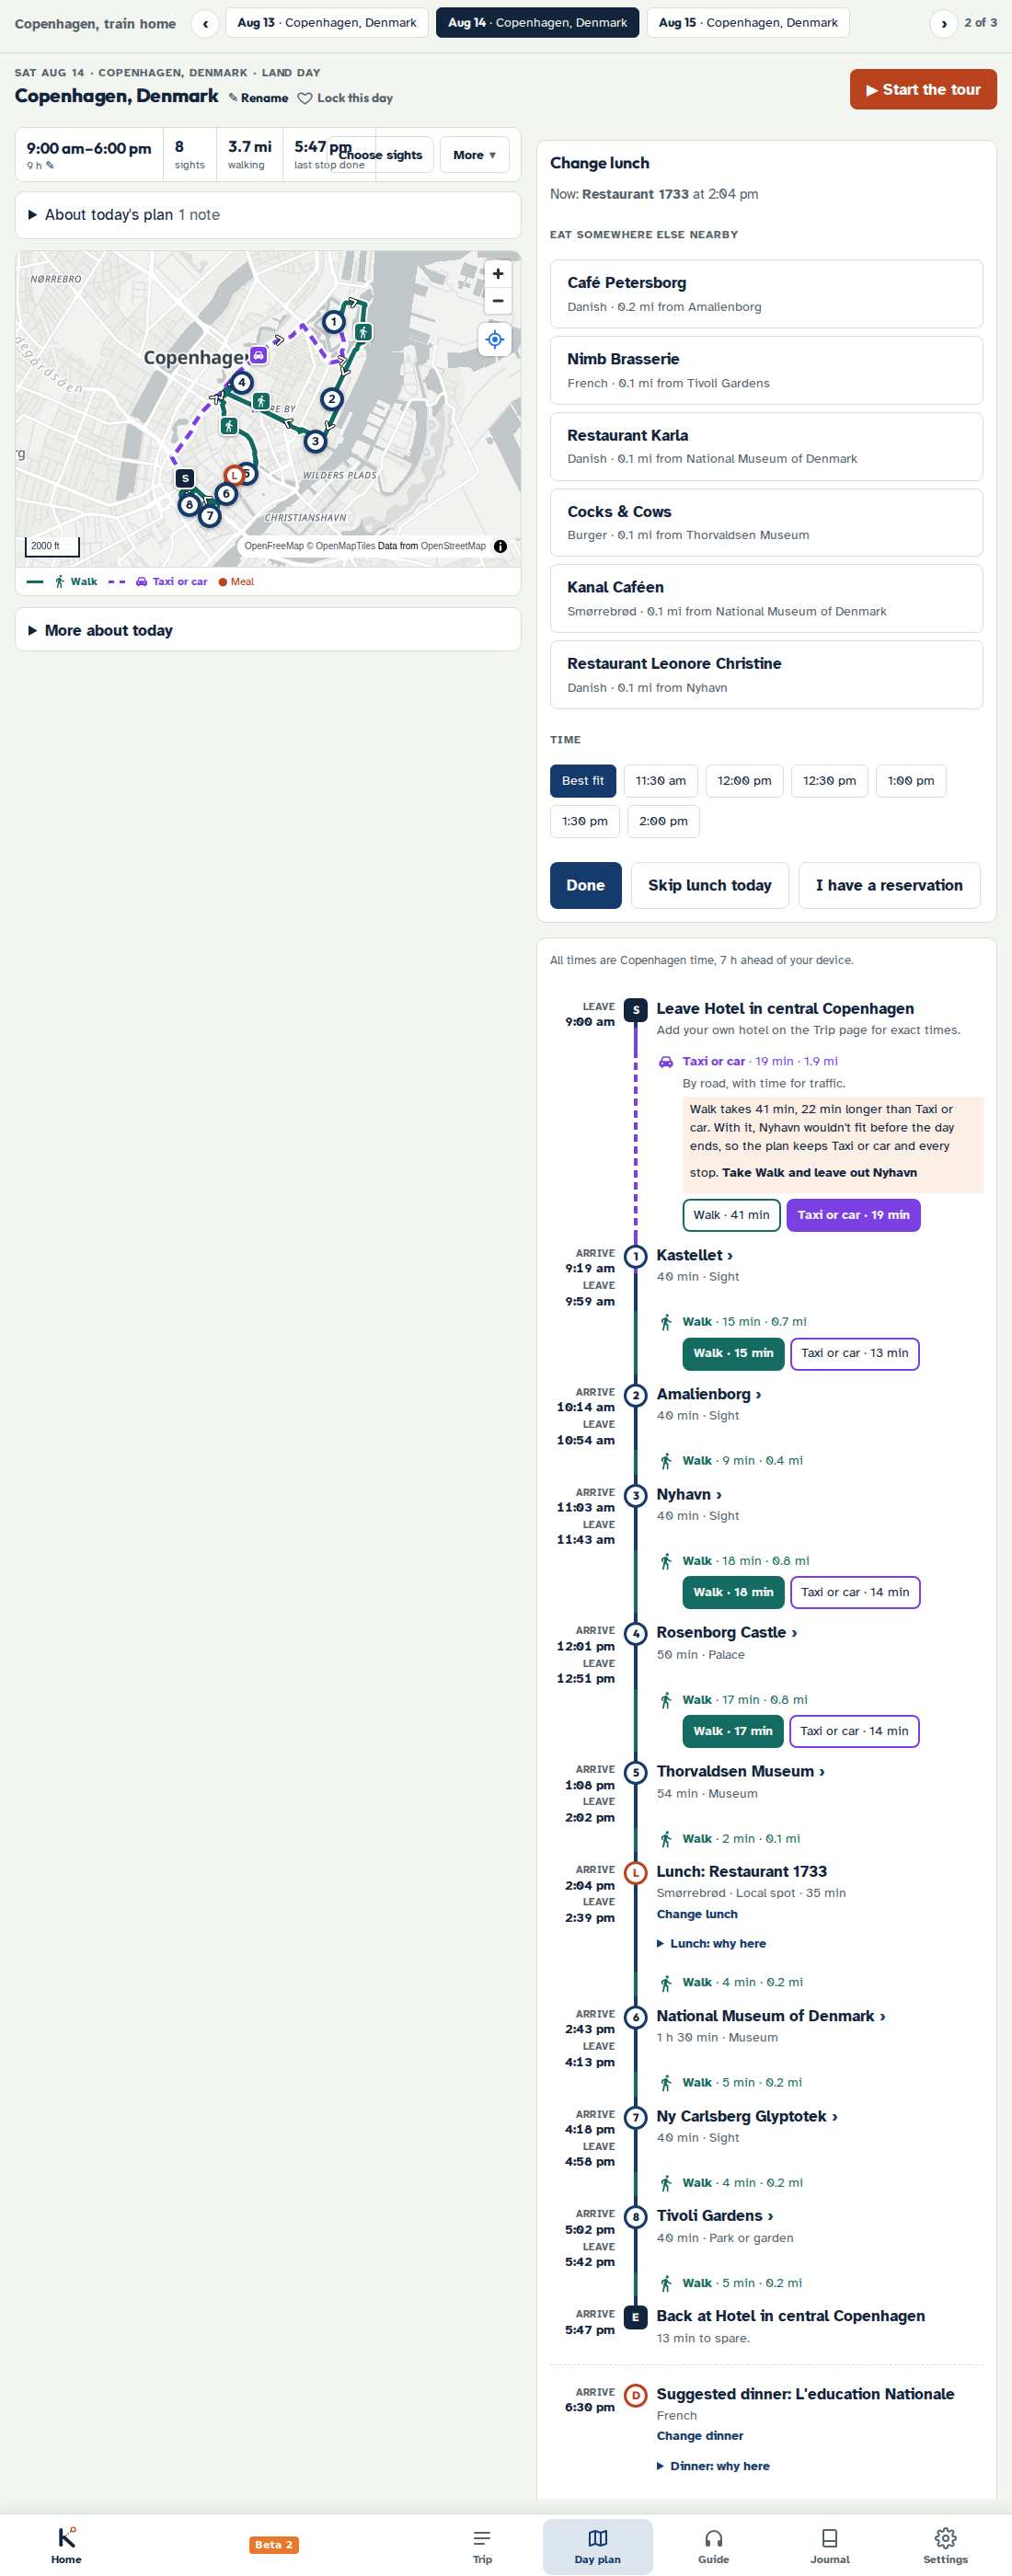 Copenhagen, train home
‹
Aug 13 · Copenhagen, Denmark
Aug 14 · Copenhagen, Denmark
Aug 15 · Copenhagen, Denmark
›
2 of 3
SAT AUG 14 · COPENHAGEN, DENMARK · LAND DAY
Copenhagen, Denmark ✎ Rename ♡ Lock this day
▶ Start the tour
9:00 am–6:00 pm
9 h ✎
8
sights
3.7 mi
walking
5:47 pm
last stop done
Choose sights
More ▾
▶ About today's plan 1 note
NØRREBRO
Copenhagen
WILDERS PLADS
CHRISTIANSHAVN
+
−
1
2
3
4
5
6
7
8
S
L
2000 ft
OpenFreeMap © OpenMapTiles Data from OpenStreetMap
Walk
Taxi or car
Meal
▶ More about today
Change lunch
Now: Restaurant 1733 at 2:04 pm
EAT SOMEWHERE ELSE NEARBY
Café Petersborg
Danish · 0.2 mi from Amalienborg
Nimb Brasserie
French · 0.1 mi from Tivoli Gardens
Restaurant Karla
Danish · 0.1 mi from National Museum of Denmark
Cocks & Cows
Burger · 0.1 mi from Thorvaldsen Museum
Kanal Caféen
Smørrebrød · 0.1 mi from National Museum of Denmark
Restaurant Leonore Christine
Danish · 0.1 mi from Nyhavn
TIME
Best fit
11:30 am
12:00 pm
12:30 pm
1:00 pm
1:30 pm
2:00 pm
Done
Skip lunch today
I have a reservation
All times are Copenhagen time, 7 h ahead of your device.
LEAVE
9:00 am
S
Leave Hotel in central Copenhagen
Add your own hotel on the Trip page for exact times.
Taxi or car · 19 min · 1.9 mi
By road, with time for traffic.
Walk takes 41 min, 22 min longer than Taxi or
car. With it, Nyhavn wouldn't fit before the day
ends, so the plan keeps Taxi or car and every
stop. Take Walk and leave out Nyhavn
Walk · 41 min
Taxi or car · 19 min
ARRIVE
9:19 am
LEAVE
9:59 am
1
Kastellet ›
40 min · Sight
Walk · 15 min · 0.7 mi
Walk · 15 min
Taxi or car · 13 min
ARRIVE
10:14 am
LEAVE
10:54 am
2
Amalienborg ›
40 min · Sight
Walk · 9 min · 0.4 mi
ARRIVE
11:03 am
LEAVE
11:43 am
3
Nyhavn ›
40 min · Sight
Walk · 18 min · 0.8 mi
Walk · 18 min
Taxi or car · 14 min
ARRIVE
12:01 pm
LEAVE
12:51 pm
4
Rosenborg Castle ›
50 min · Palace
Walk · 17 min · 0.8 mi
Walk · 17 min
Taxi or car · 14 min
ARRIVE
1:08 pm
LEAVE
2:02 pm
5
Thorvaldsen Museum ›
54 min · Museum
Walk · 2 min · 0.1 mi
ARRIVE
2:04 pm
LEAVE
2:39 pm
L
Lunch: Restaurant 1733
Smørrebrød · Local spot · 35 min
Change lunch
▶ Lunch: why here
Walk · 4 min · 0.2 mi
ARRIVE
2:43 pm
LEAVE
4:13 pm
6
National Museum of Denmark ›
1 h 30 min · Museum
Walk · 5 min · 0.2 mi
ARRIVE
4:18 pm
LEAVE
4:58 pm
7
Ny Carlsberg Glyptotek ›
40 min · Sight
Walk · 4 min · 0.2 mi
ARRIVE
5:02 pm
LEAVE
5:42 pm
8
Tivoli Gardens ›
40 min · Park or garden
Walk · 5 min · 0.2 mi
ARRIVE
5:47 pm
E
Back at Hotel in central Copenhagen
13 min to spare.
ARRIVE
6:30 pm
D
Suggested dinner: L'education Nationale
French
Change dinner
▶ Dinner: why here
Home
Beta 2
Trip
Day plan
Guide
Journal
Settings